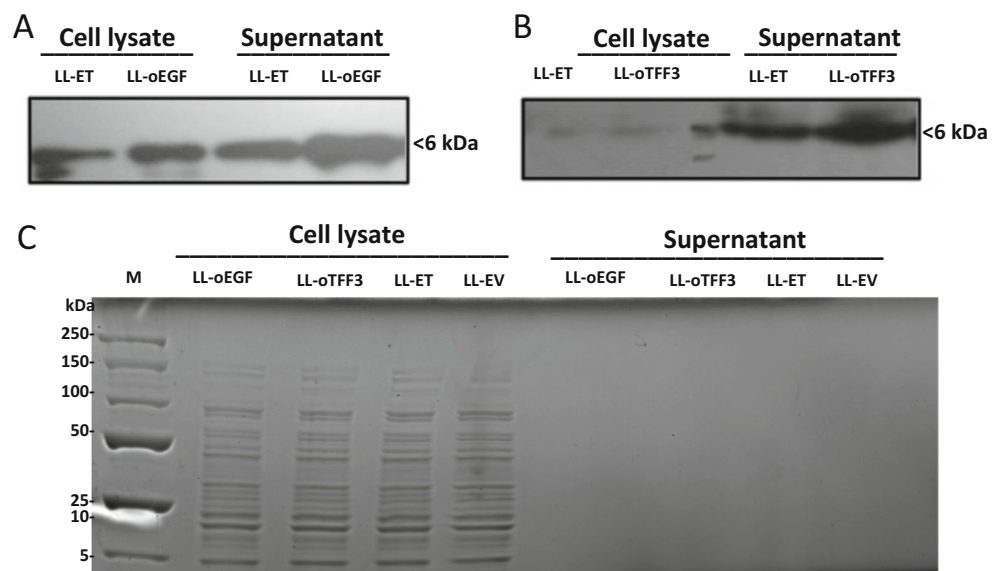 A
Cell lysate Supernatant
LL-ET LL-oEGF LL-ET LL-oEGF
<6 kDa
B
Cell lysate Supernatant
LL-ET LL-oTFF3 LL-ET LL-oTFF3
<6 kDa
C
Cell lysate Supernatant
M LL-oEGF LL-oTFF3 LL-ET LL-EV LL-oEGF LL-oTFF3 LL-ET LL-EV
kDa
250-
150-
100-
50-
25-
10-
5-